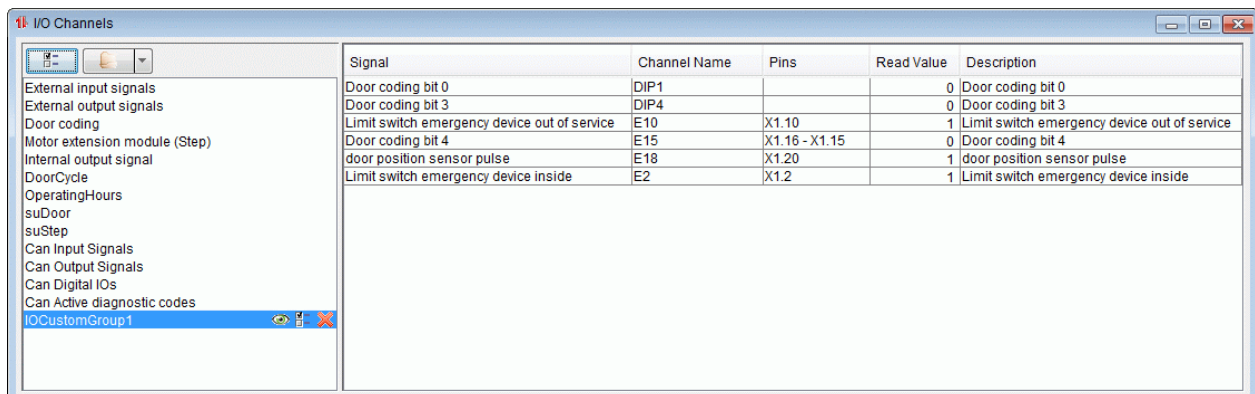 I/O Channels
Signal Channel Name Pins Read Value Description
External input signals
External output signals
Door coding
Motor extension module (Step)
Internal output signal
DoorCycle
OperatingHours
suDoor
suStep
Can Input Signals
Can Output Signals
Can Digital IOs
Can Active diagnostic codes
IOCustomGroup1
Door coding bit 0 DIP1 0 Door coding bit 0
Door coding bit 3 DIP4 0 Door coding bit 3
Limit switch emergency device out of service E10 X1.10 1 Limit switch emergency device out of service
Door coding bit 4 E15 X1.16 - X1.15 0 Door coding bit 4
door position sensor pulse E18 X1.20 1 door position sensor pulse
Limit switch emergency device inside E2 X1.2 1 Limit switch emergency device inside